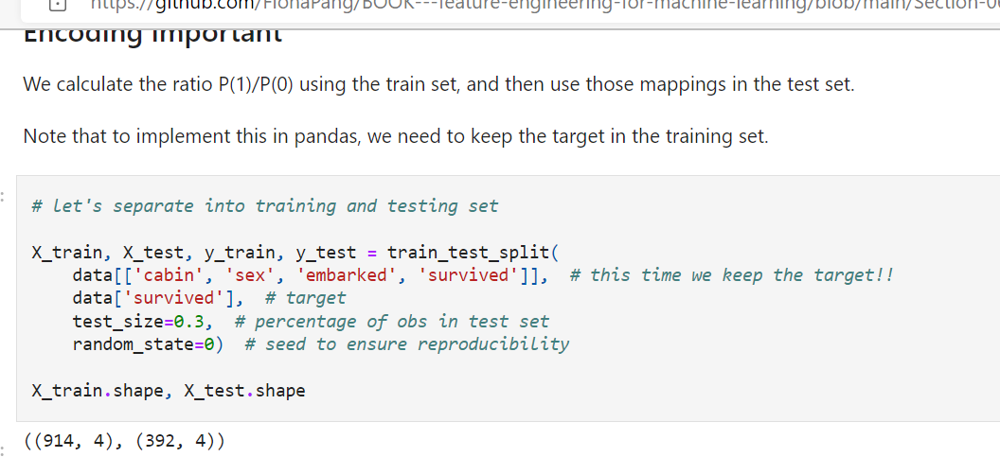 https://github.com/FionaPang/BOOK---feature-engineering-for-machine-learning/blob/main/Section-0
Encoding important
We calculate the ratio P(1)/P(0) using the train set, and then use those mappings in the test set.
Note that to implement this in pandas, we need to keep the target in the training set.
:
# Let's separate into training and testing set
X_train, X_test, y_train, y_test = train_test_split(
    data[['cabin', 'sex', 'embarked', 'survived']],  # this time we keep the target!!
    data['survived'],  # target
    test_size=0.3,  # percentage of obs in test set
    random_state=0)  # seed to ensure reproducibility
X_train.shape, X_test.shape
:
((914, 4), (392, 4))